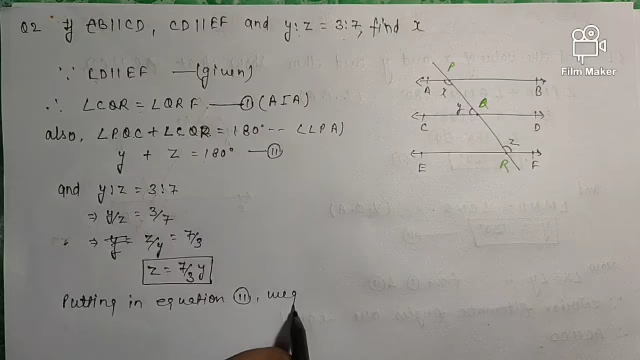 Q2 If AB||CD, CD||EF and y:z = 3:7, find x
∵ CD||EF —(given)
∴ ∠CQR = ∠QRF —① (AIA)
also, ∠PQC + ∠CQR = 180° -- (LPA)
y + z = 180° —⑪
and y:z = 3:7
⇒ y/z = 3/7
⇒ z/y = 7/3
z = 7/3 y
Putting in equation ⑪, we g
Film Maker
P
A x B
y Q
C D
z
E R F